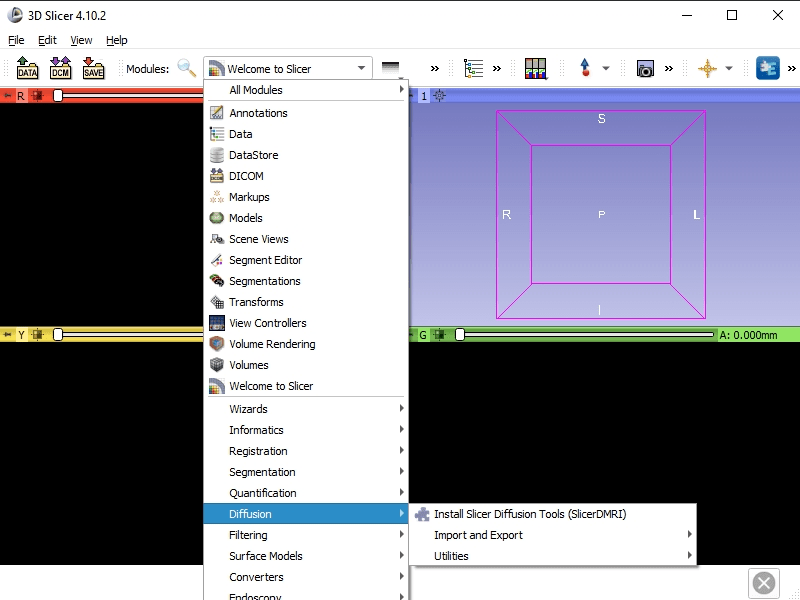 3D Slicer 4.10.2
File Edit View Help
DATA DCM SAVE Modules: Welcome to Slicer
R
1
All Modules
Annotations
Data
DataStore
DICOM
Markups
Models
Scene Views
Segment Editor
Segmentations
Transforms
View Controllers
Volume Rendering
Volumes
Welcome to Slicer
Wizards
Informatics
Registration
Segmentation
Quantification
Diffusion
Filtering
Surface Models
Converters
Endoscopy
Install Slicer Diffusion Tools (SlicerDMRI)
Import and Export
Utilities
S
R P L
I
Y
G A: 0.000mm